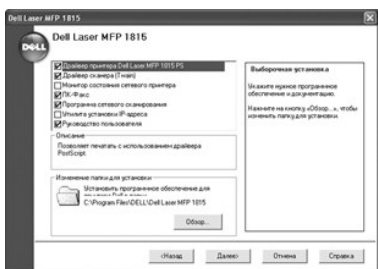 Dell Laser MFP 1815
DELL
Dell Laser MFP 1815
Драйвер принтера Dell Laser MFP 1815 PS
Драйвер сканера (Twain)
Монитор состояния сетевого принтера
ПК-Факс
Программа сетевого сканирования
Утилита установки IP-адреса
Руководство пользователя
Описание
Позволяет печатать с использованием драйвера
PostScript.
Изменение папки для установки
Установить программное обеспечение для
принтера Dell в папку
C:\Program Files\DELL\Dell Laser MFP 1815
Обзор...
Выборочная установка
Укажите нужное программное
обеспечение и документацию.
Нажмите на кнопку «Обзор...», чтобы
изменить папку для установки.
<Назад
Далее>
Отмена
Справка